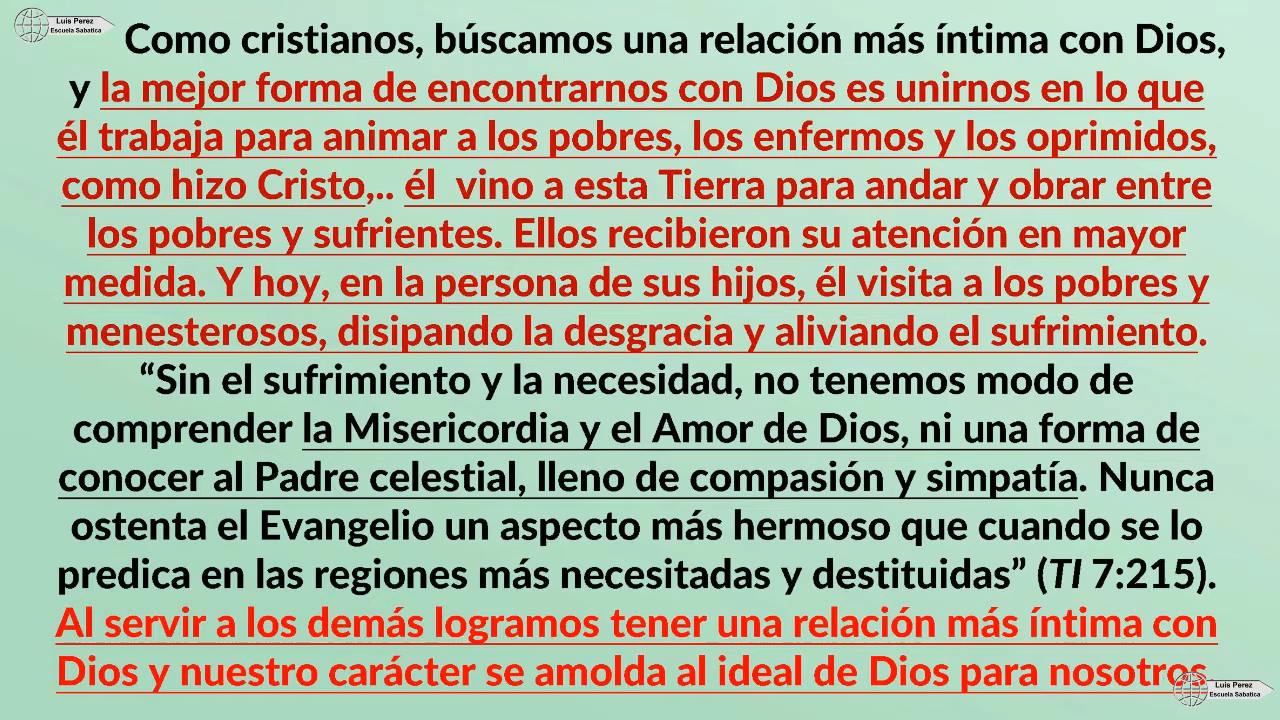 Luis Perez
Escuela Sabatica
Como cristianos, búscamos una relación más íntima con Dios,
y la mejor forma de encontrarnos con Dios es unirnos en lo que
él trabaja para animar a los pobres, los enfermos y los oprimidos,
como hizo Cristo,.. él vino a esta Tierra para andar y obrar entre
los pobres y sufrientes. Ellos recibieron su atención en mayor
medida. Y hoy, en la persona de sus hijos, él visita a los pobres y
menesterosos, disipando la desgracia y aliviando el sufrimiento.
“Sin el sufrimiento y la necesidad, no tenemos modo de
comprender la Misericordia y el Amor de Dios, ni una forma de
conocer al Padre celestial, lleno de compasión y simpatía. Nunca
ostenta el Evangelio un aspecto más hermoso que cuando se lo
predica en las regiones más necesitadas y destituidas” (TI 7:215).
Al servir a los demás logramos tener una relación más íntima con
Dios y nuestro carácter se amolda al ideal de Dios para nosotros
Luis Perez
Escuela Sabatica